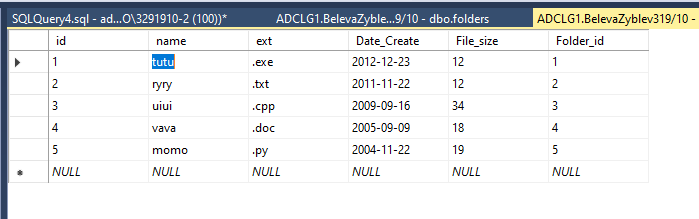 SQLQuery4.sql - ad...O\3291910-2 (100))* ADCLG1.BelevaZyble...9/10 - dbo.folders ADCLG1.BelevaZyblev319/10 -
id name ext Date_Create File_size Folder_id
1 tutu .exe 2012-12-23 12 1
2 ryry .txt 2011-11-22 12 2
3 uiui .cpp 2009-09-16 34 3
4 vava .doc 2005-09-09 18 4
5 momo .py 2004-11-22 19 5
NULL NULL NULL NULL NULL NULL